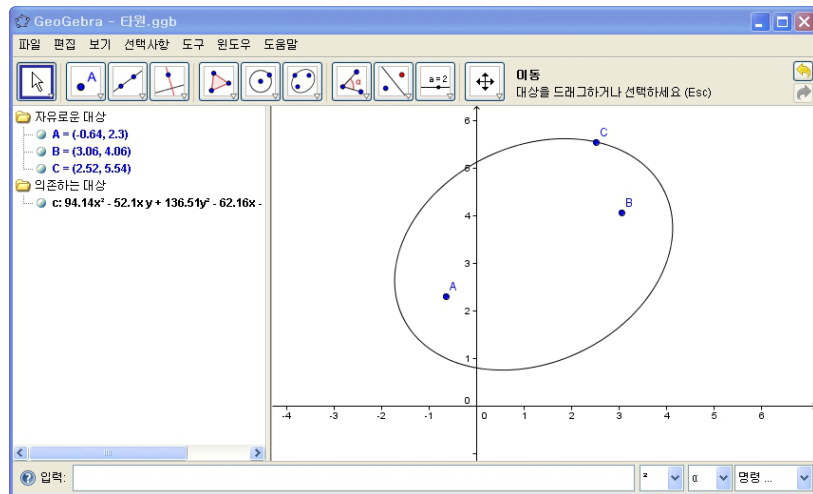 GeoGebra - 타원.ggb
파일 편집 보기 선택사항 도구 윈도우 도움말
A
α
a=2
이동
대상을 드래그하거나 선택하세요 (Esc)
자유로운 대상
A = (-0.64, 2.3)
B = (3.06, 4.06)
C = (2.52, 5.54)
의존하는 대상
c: 94.14x² - 52.1x y + 136.51y² - 62.16x -
6
5
4
3
2
1
0
-4 -3 -2 -1 0 1 2 3 4 5 6
C
B
A
입력:
² α 명령 ...